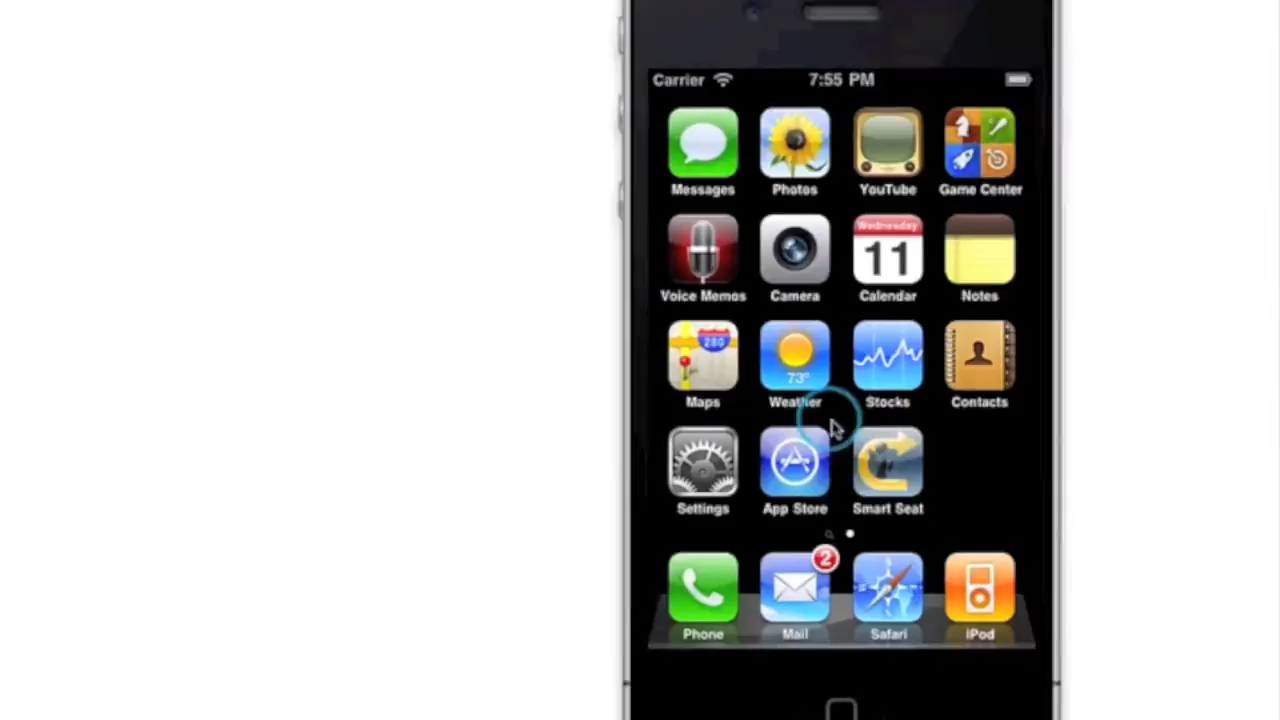 Carrier 7:55 PM
Messages Photos YouTube Game Center
Wednesday
11
Voice Memos Camera Calendar Notes
280
73°
Maps Weather Stocks Contacts
Settings App Store Smart Seat
2
Phone Mail Safari iPod